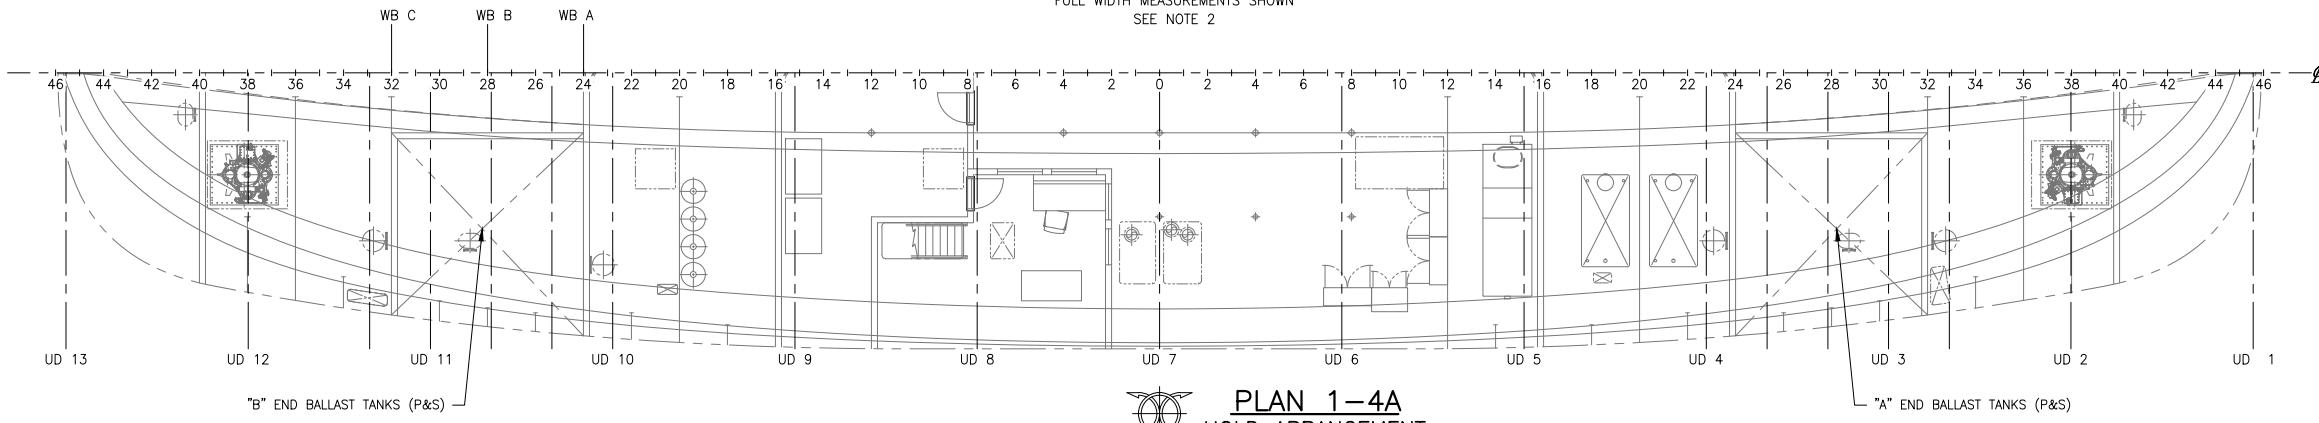 FULL WIDTH MEASUREMENTS SHOWN
SEE NOTE 2
WB C WB B WB A
46 44 42 40 38 36 34 32 30 28 26 24 22 20 18 16 14 12 10 8 6 4 2 0 2 4 6 8 10 12 14 16 18 20 22 24 26 28 30 32 34 36 38 40 42 44 46
UD 13 UD 12 UD 11 UD 10 UD 9 UD 8 UD 7 UD 6 UD 5 UD 4 UD 3 UD 2 UD 1
"B" END BALLAST TANKS (P&S)
"A" END BALLAST TANKS (P&S)
PLAN 1-4A
HOLD ARRANGEMENT